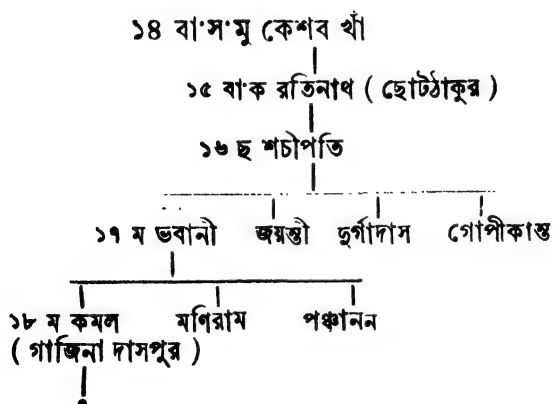 ১৪ বা·স·মু কেশব খাঁ
১৫ বা·ক রতিনাথ ( ছোটঠাকুর )
১৬ ছ শচীপতি
১৭ ম ভবানী জয়ন্তী দুর্গাদাস গোপীকান্ত
১৮ ম কমল মণিরাম পঞ্চানন
( গাজিনা দাসপুর )